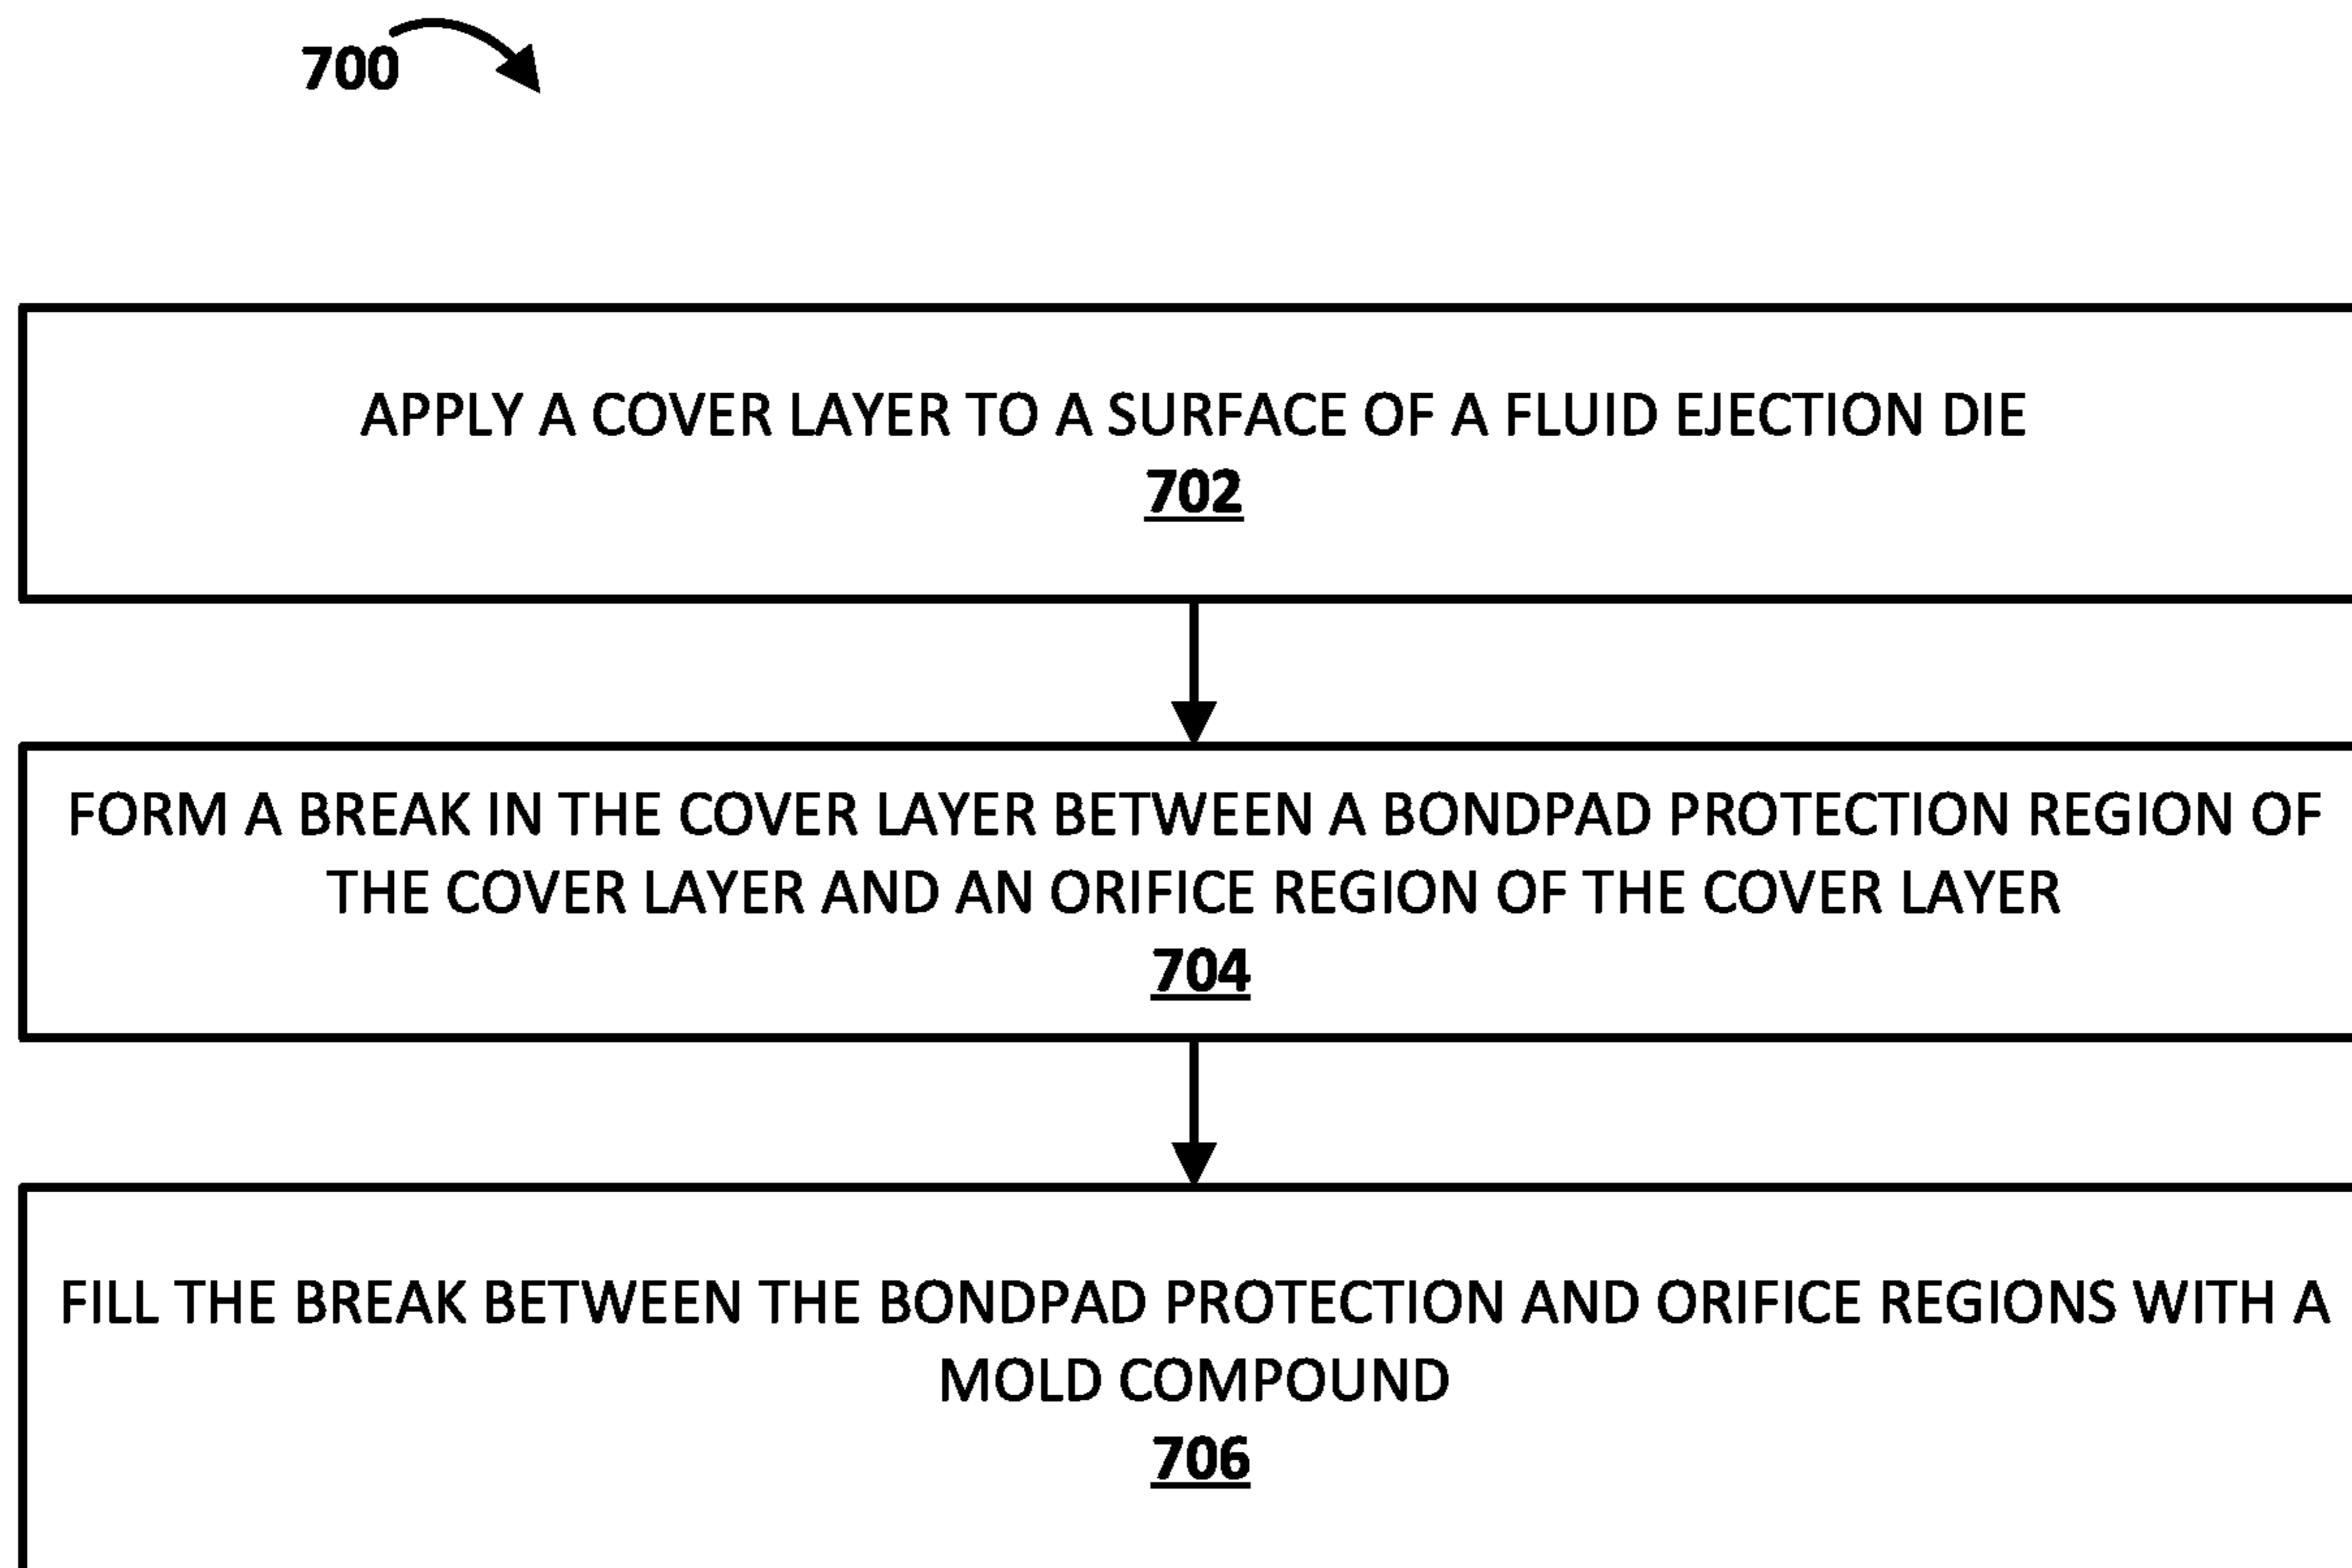 700
APPLY A COVER LAYER TO A SURFACE OF A FLUID EJECTION DIE
702
FORM A BREAK IN THE COVER LAYER BETWEEN A BONDPAD PROTECTION REGION OF
THE COVER LAYER AND AN ORIFICE REGION OF THE COVER LAYER
704
FILL THE BREAK BETWEEN THE BONDPAD PROTECTION AND ORIFICE REGIONS WITH A
MOLD COMPOUND
706